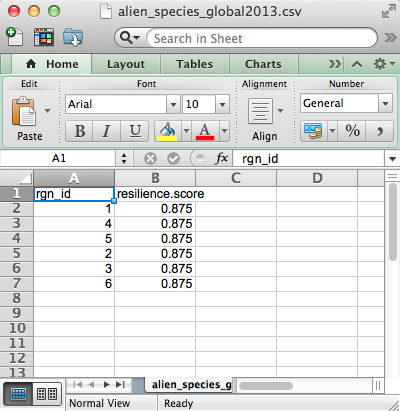 alien_species_global2013.csv
Search in Sheet
Home Layout Tables Charts
Edit Font Alignment Number
Paste Arial 10 Align General
B I U A %
A1 fx rgn_id
A B C D
1 rgn_id resilience.score
2 1 0.875
3 4 0.875
4 5 0.875
5 2 0.875
6 3 0.875
7 6 0.875
8
9
10
11
12
13
alien_species_g
Normal View Ready